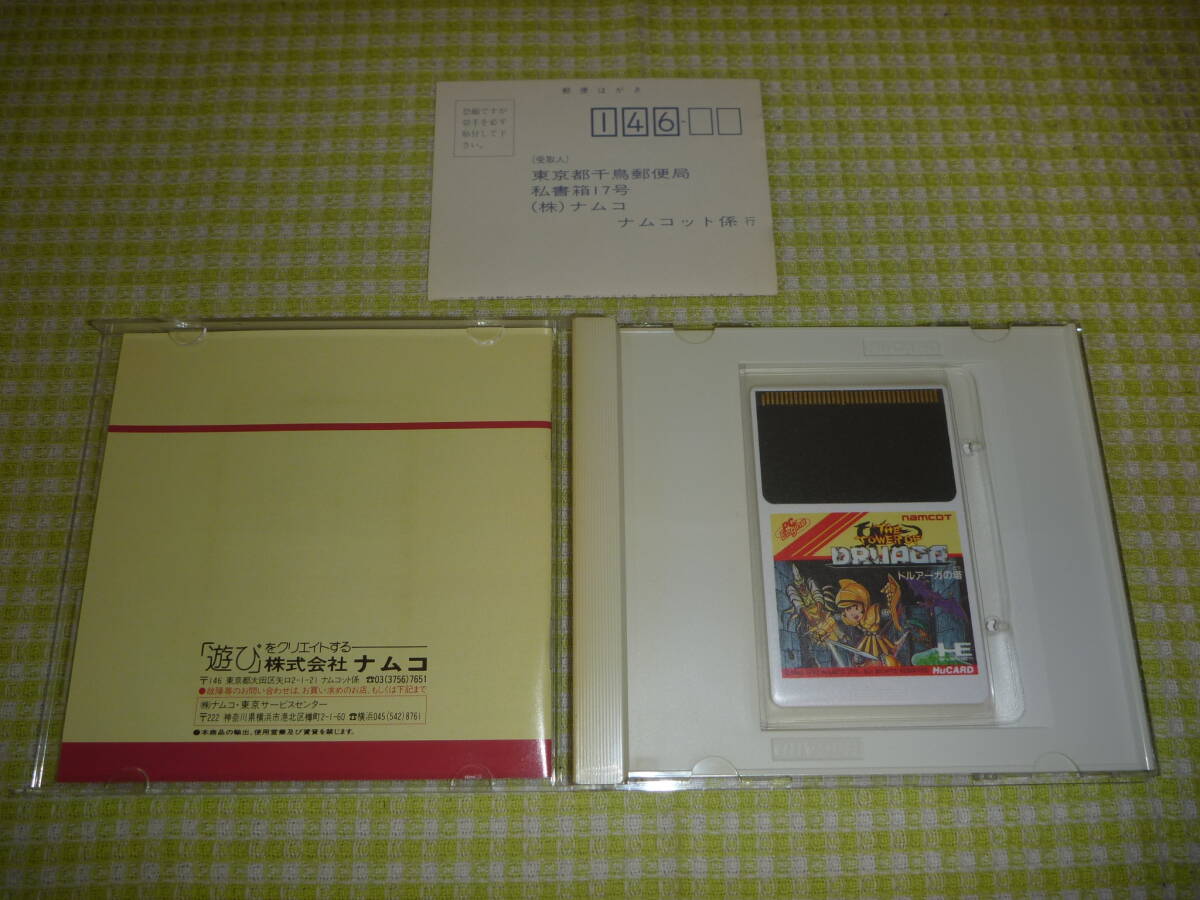 郵便はがき
恐縮ですが
切手を必ず
貼付して下
さい。
146-
(受取人)
東京都千鳥郵便局
私書箱17号
(株)ナムコ
ナムコット係 行
「遊び」をクリエイトする
株式会社 ナムコ
〒146 東京都大田区矢口2-1-21 ナムコット係 ☎03(3756)7651
●故障等のお問い合わせは、お買い求めのお店、もしくは下記まで
㈱ナムコ・東京サービスセンター
〒222 神奈川県横浜市港北区樽町2-1-60 ☎横浜045(542)8761
●本商品の輸出、使用営業及び賃貸を禁じます。
PC Engine
namcot
THE
TOWER OF
DRUAGA
ドルアーガの塔
HE
HuCARD